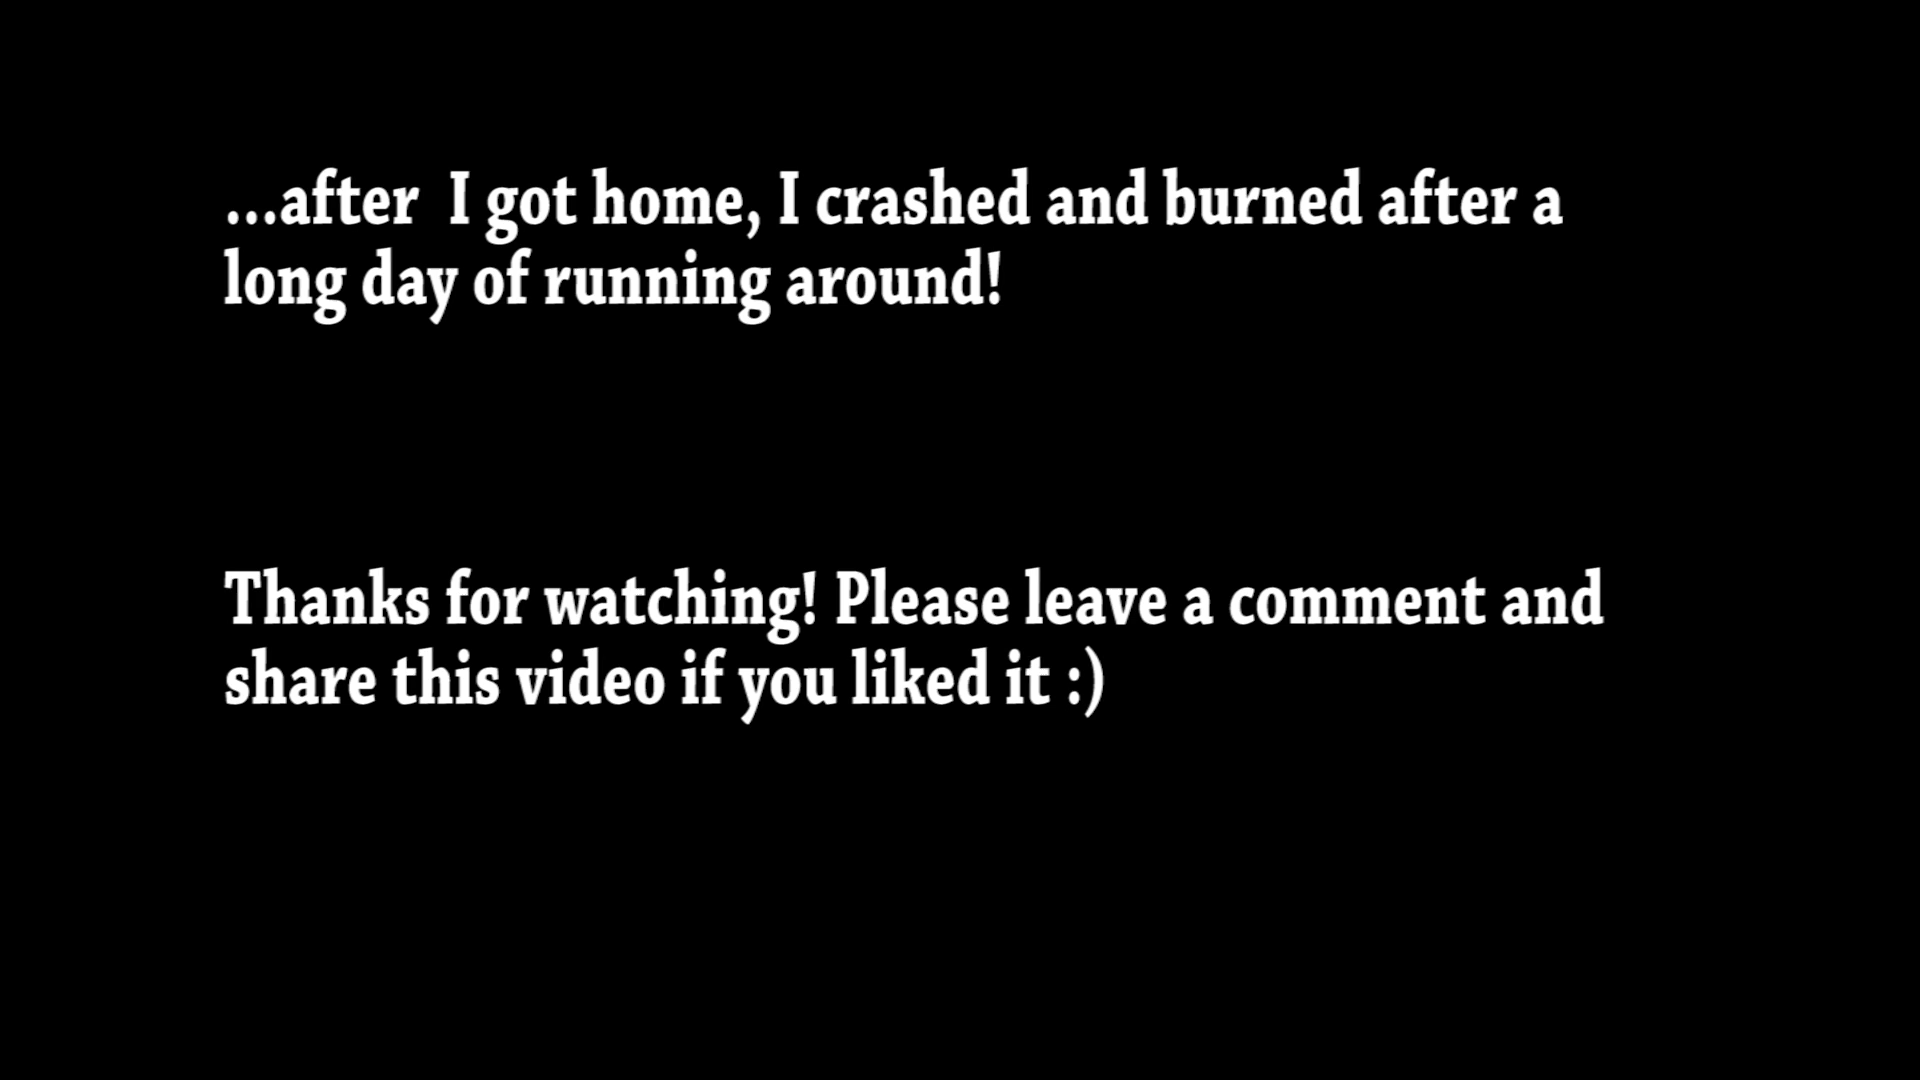 ...after  I got home, I crashed and burned after a
long day of running around!
Thanks for watching! Please leave a comment and
share this video if you liked it :)